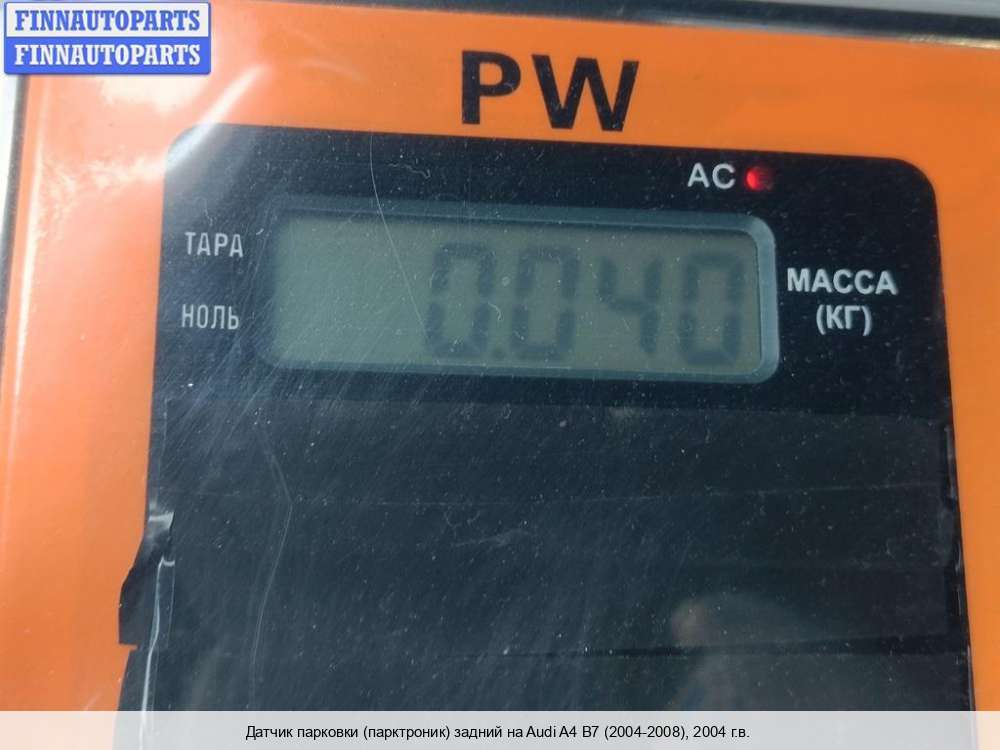 FINNAUTOPARTS
FINNAUTOPARTS
PW
AC
ТАРА
0.040
МАССА
(КГ)
НОЛЬ
Датчик парковки (парктроник) задний на Audi A4 B7 (2004-2008), 2004 г.в.